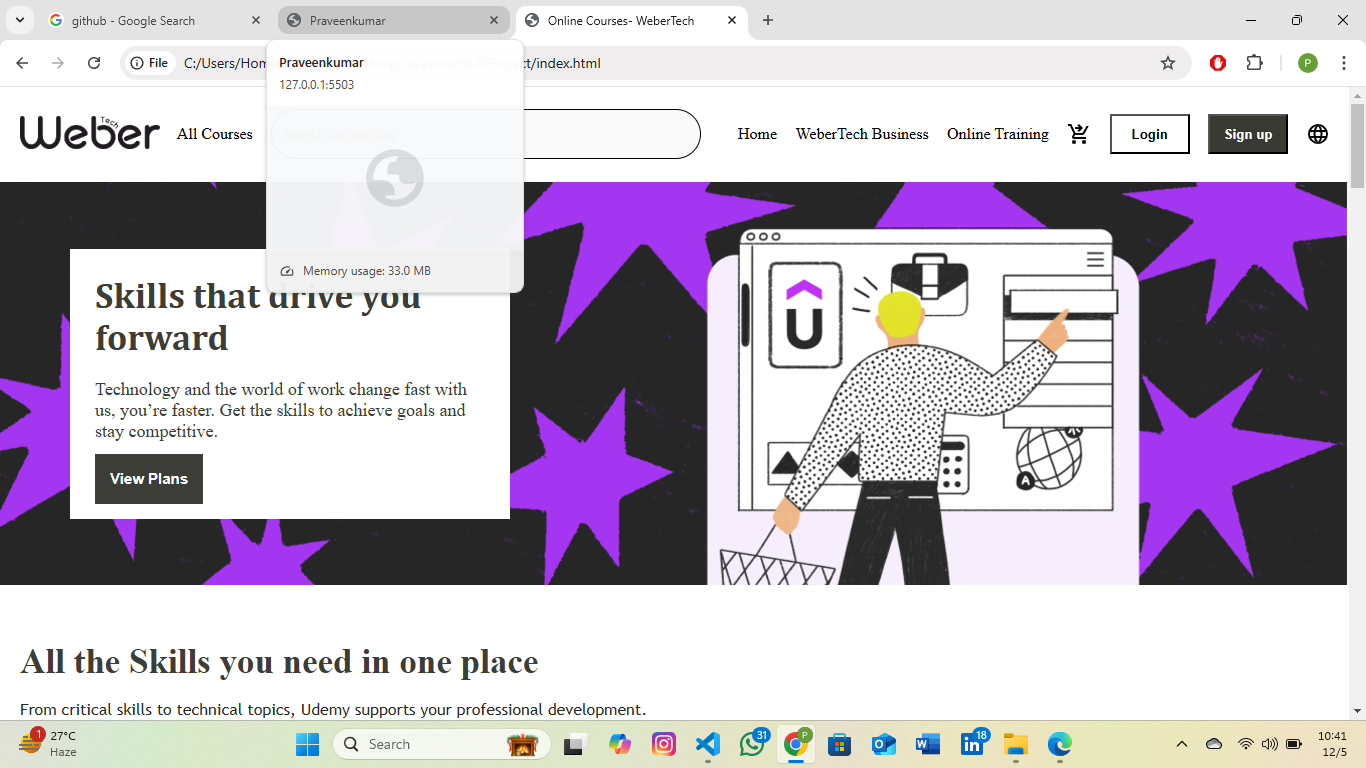 github - Google Search
Praveenkumar
Online Courses- WeberTech
File
C:/Users/Hom
/index.html
P
Praveenkumar
127.0.0.1:5503
Weber
Tech
All Courses
Home
WeberTech Business
Online Training
Login
Sign up
Memory usage: 33.0 MB
Skills that drive you
forward
Technology and the world of work change fast with
us, you’re faster. Get the skills to achieve goals and
stay competitive.
View Plans
A
All the Skills you need in one place
From critical skills to technical topics, Udemy supports your professional development.
1
27°C
Haze
Search
31
P
18
10:41
12/5